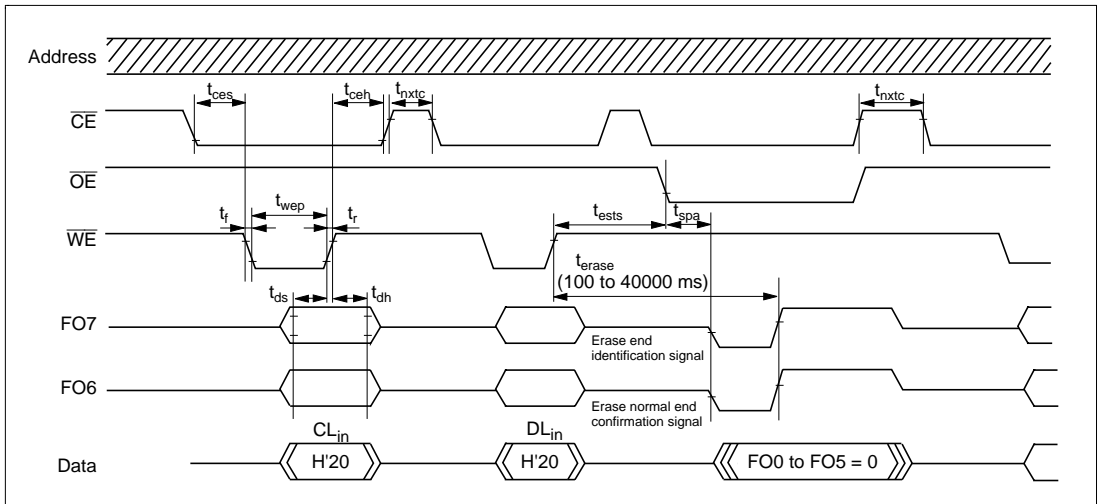 Address
t_ces
t_ceh
t_nxtc
t_nxtc
CE
OE
t_wep
t_f
t_r
t_ests
t_spa
WE
t_erase
(100 to 40000 ms)
t_ds
t_dh
FO7
Erase end
identification signal
FO6
Erase normal end
confirmation signal
CL_in
DL_in
Data
H'20
H'20
FO0 to FO5 = 0